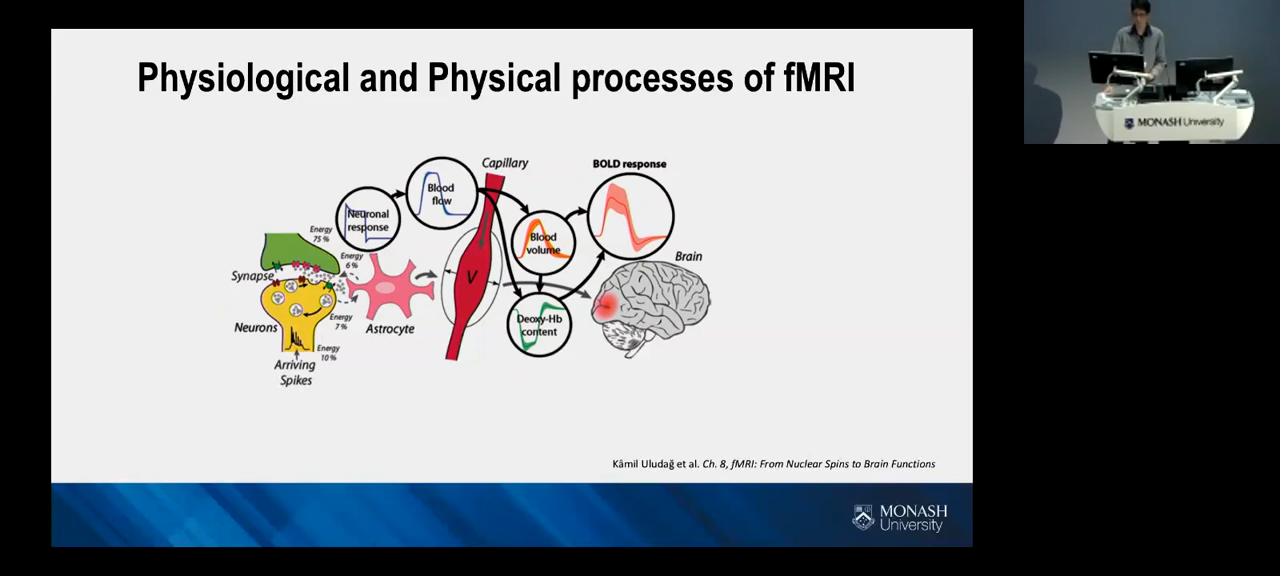 Physiological and Physical processes of fMRI
Capillary
BOLD response
Blood
flow
Neuronal
response
Energy
75 %
Energy
6 %
Blood
volume
Brain
Synapse
V
Energy
7 %
Deoxy-Hb
content
Neurons
Astrocyte
Energy
10 %
Arriving
Spikes
Kâmil Uludağ et al. Ch. 8, fMRI: From Nuclear Spins to Brain Functions
MONASH
University
MONASH University